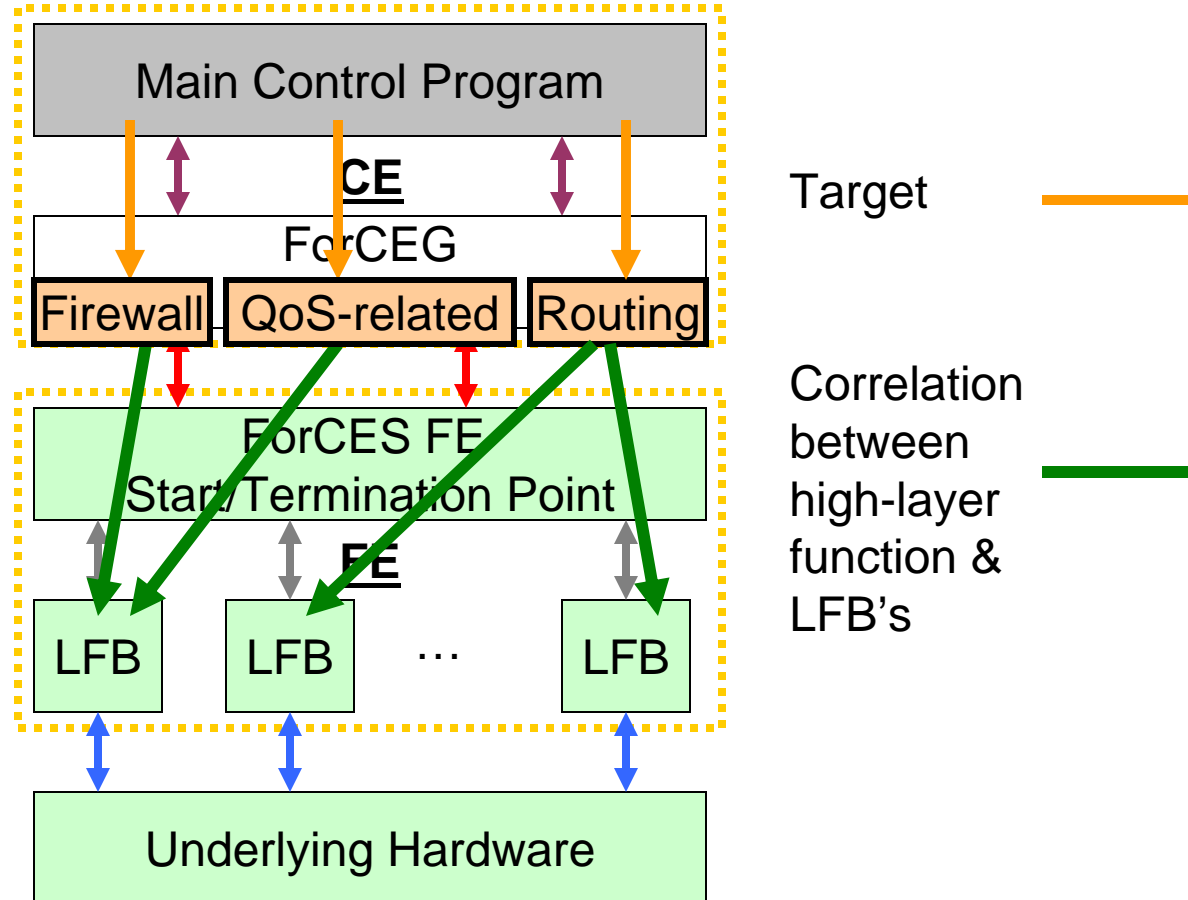 Main Control Program
CE
ForCEG
Firewall
QoS-related
Routing
ForCES FE
Start/Termination Point
FE
LFB
LFB
...
LFB
Underlying Hardware
Target
Correlation
between
high-layer
function &
LFB's